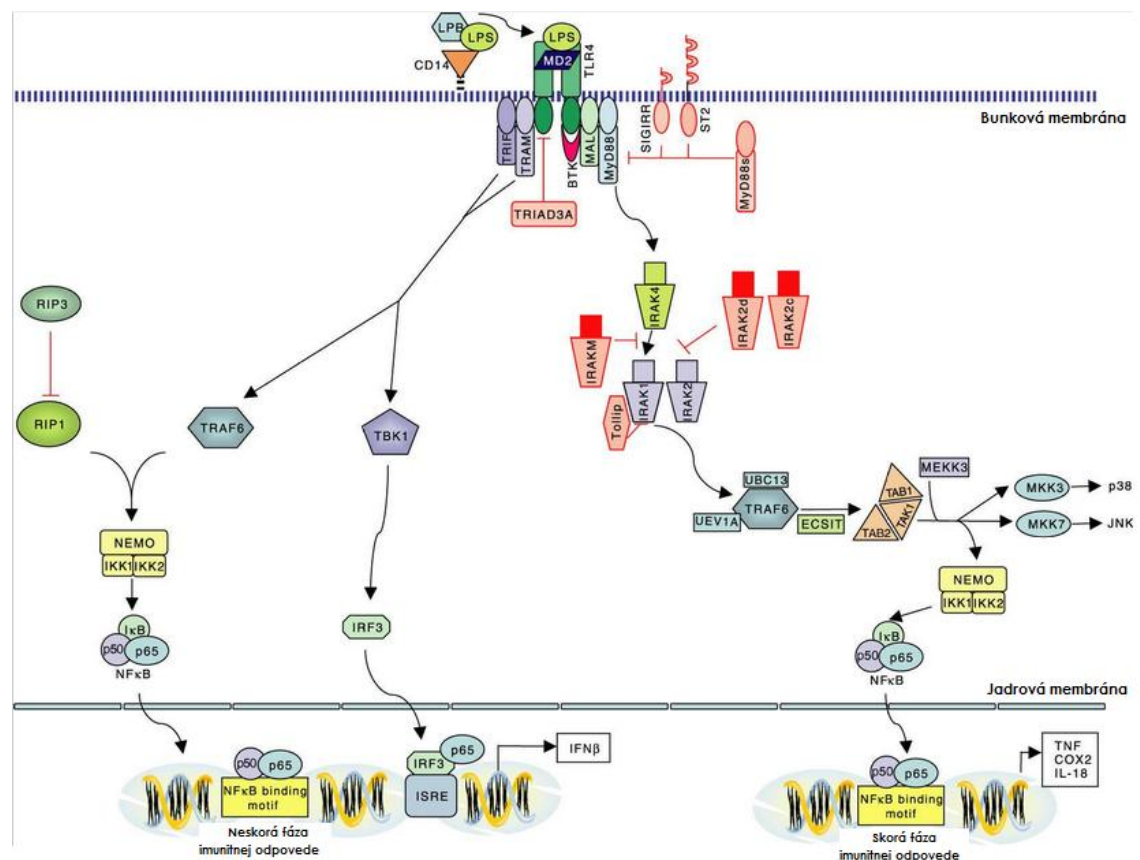 LPB
LPS
LPS
CD14
MD2
TLR4
Bunková membrána
TRIF
TRAM
BTK
MAL
MyD88
SIGIRR
ST2
MyD88s
TRIAD3A
RIP3
IRAK4
IRAK2d
IRAK2c
IRAKM
IRAK1
IRAK2
Tollip
RIP1
TRAF6
TBK1
UBC13
TRAF6
UEV1A
ECSIT
TAB1
TAK1
TAB2
MEKK3
MKK3
p38
MKK7
JNK
NEMO
IKK1 IKK2
NEMO
IKK1 IKK2
IκB
p50
p65
NFκB
IRF3
IκB
p50
p65
NFκB
Jadrová membrána
p50
p65
NFκB binding
motif
IRF3
p65
ISRE
IFNβ
p50
p65
NFκB binding
motif
TNF
COX2
IL-18
Neskorá fáza
imunitnej odpovede
Skorá fáza
imunitnej odpovede